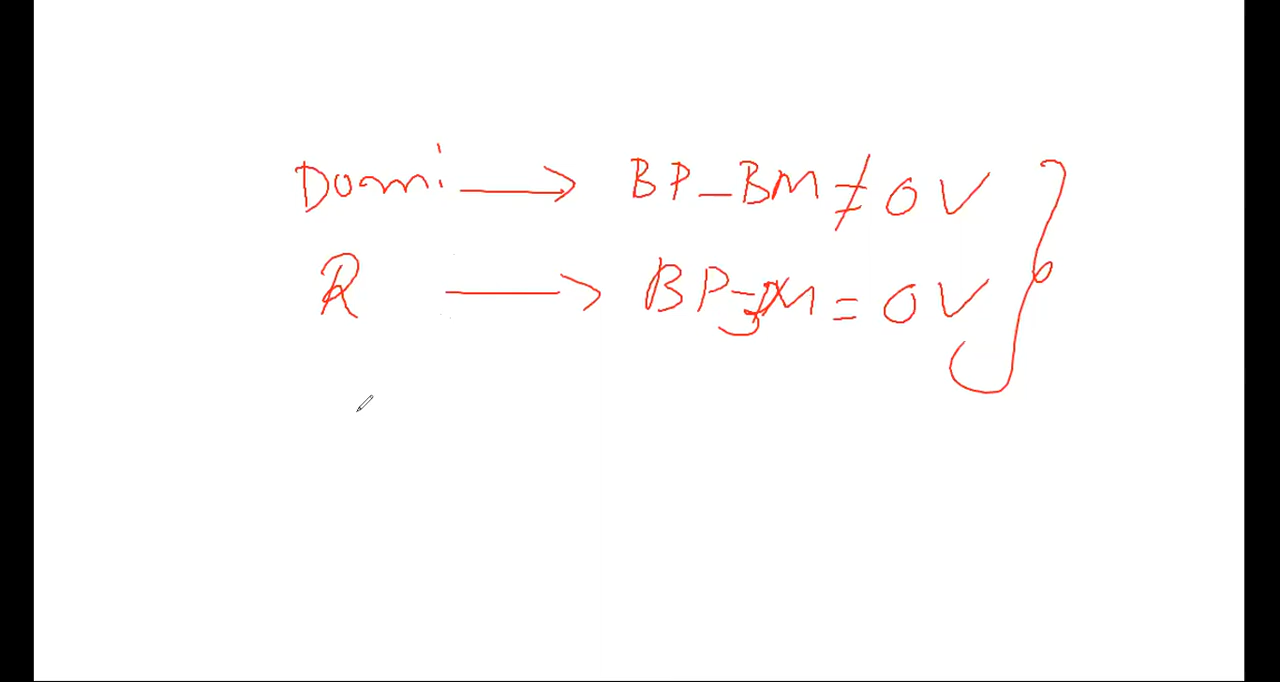 Domi → BP_BM ≠ 0V
R → BP-BM = 0V